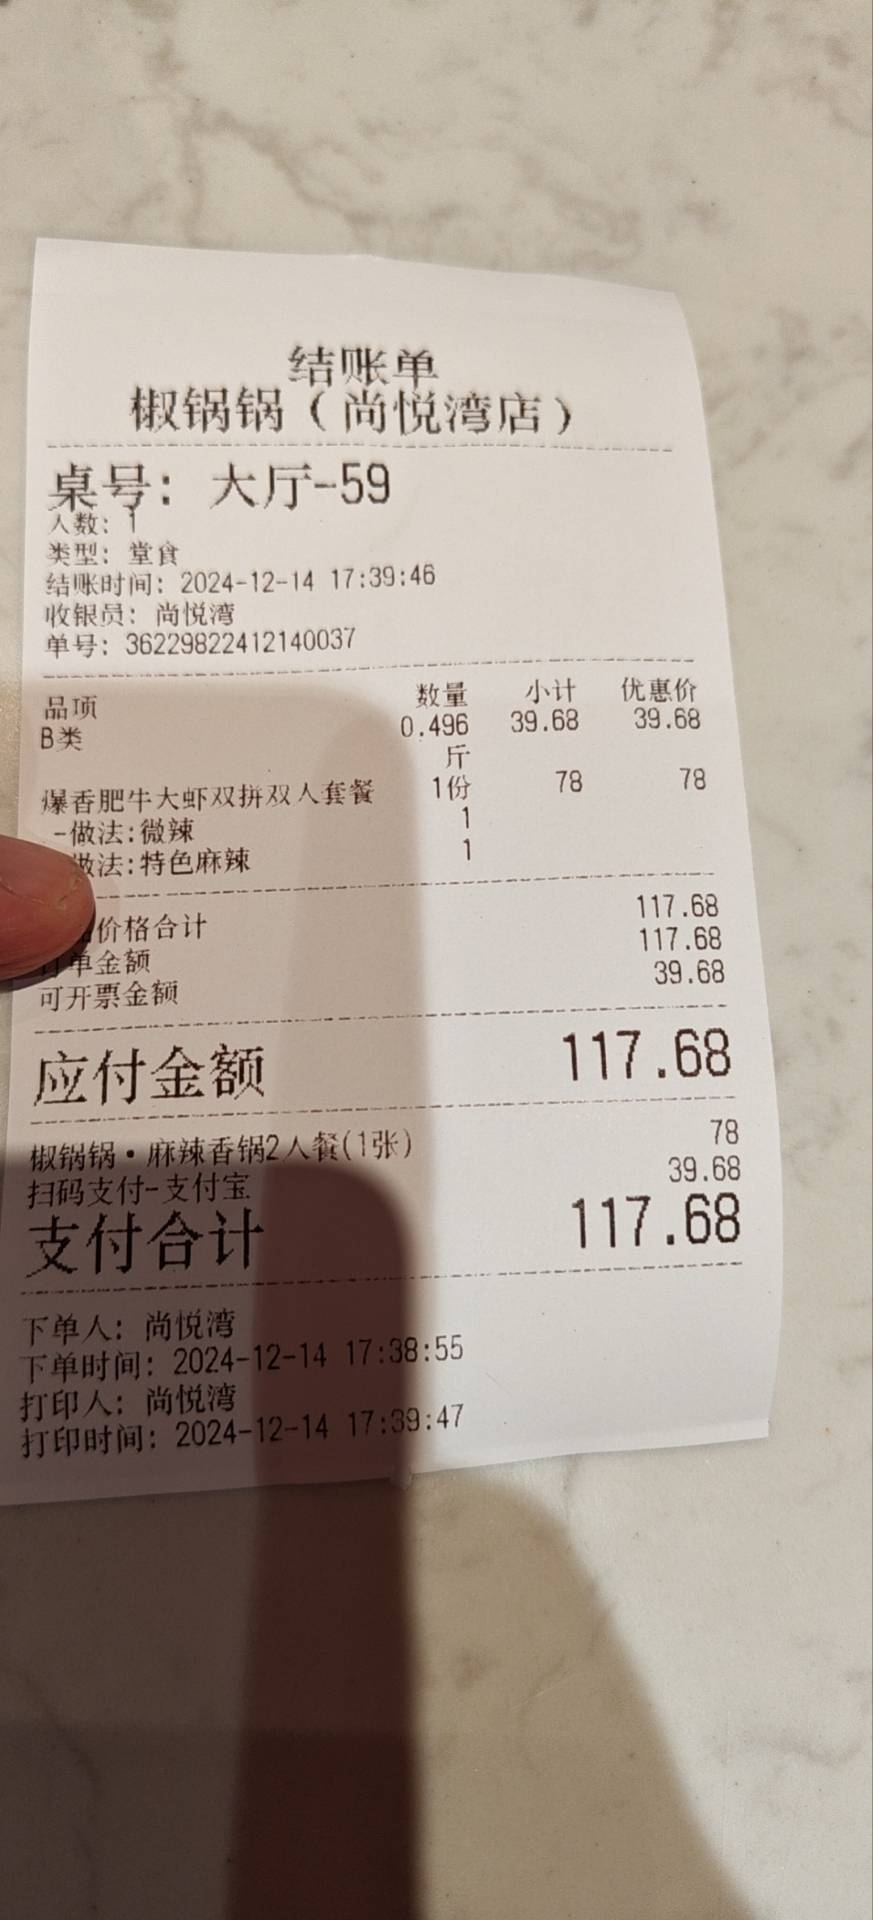 结账单
椒锅锅(尚悦湾店)
桌号: 大厅-59
人数: 1
类型: 堂食
结账时间: 2024-12-14 17:39:46
收银员: 尚悦湾
单号: 36229822412140037
品项 数量 小计 优惠价
B类 0.496 39.68 39.68
斤
爆香肥牛大虾双拼双人套餐 1份 78 78
-做法:微辣 1
做法:特色麻辣 1
价格合计 117.68
单金额 117.68
可开票金额 39.68
应付金额 117.68
椒锅锅•麻辣香锅2人餐(1张) 78
扫码支付-支付宝 39.68
支付合计 117.68
下单人: 尚悦湾
下单时间: 2024-12-14 17:38:55
打印人: 尚悦湾
打印时间: 2024-12-14 17:39:47